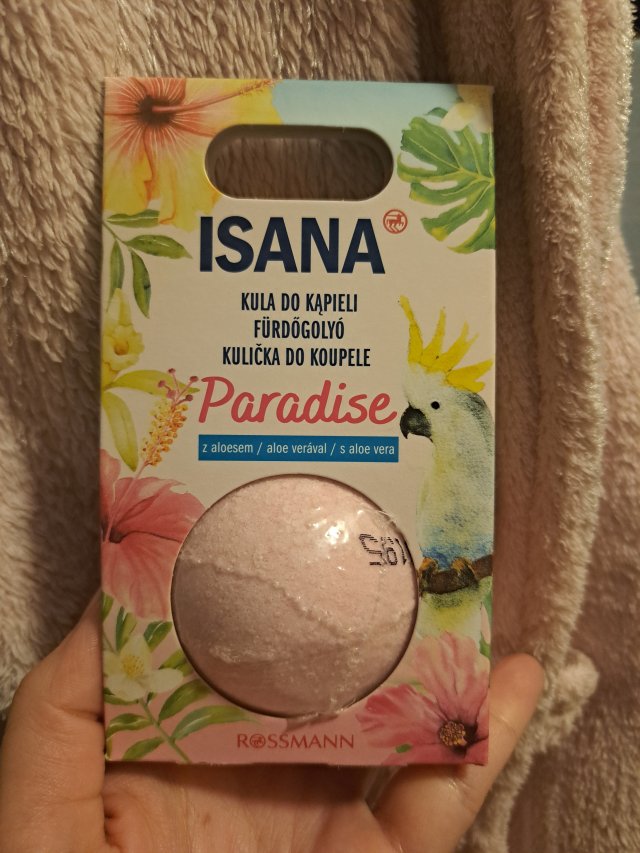 ISANA
KULA DO KĄPIELI
FÜRDŐGOLYÓ
KULIČKA DO KOUPELE
Paradise
z aloesem / aloe verával / s aloe vera
ROSSMANN